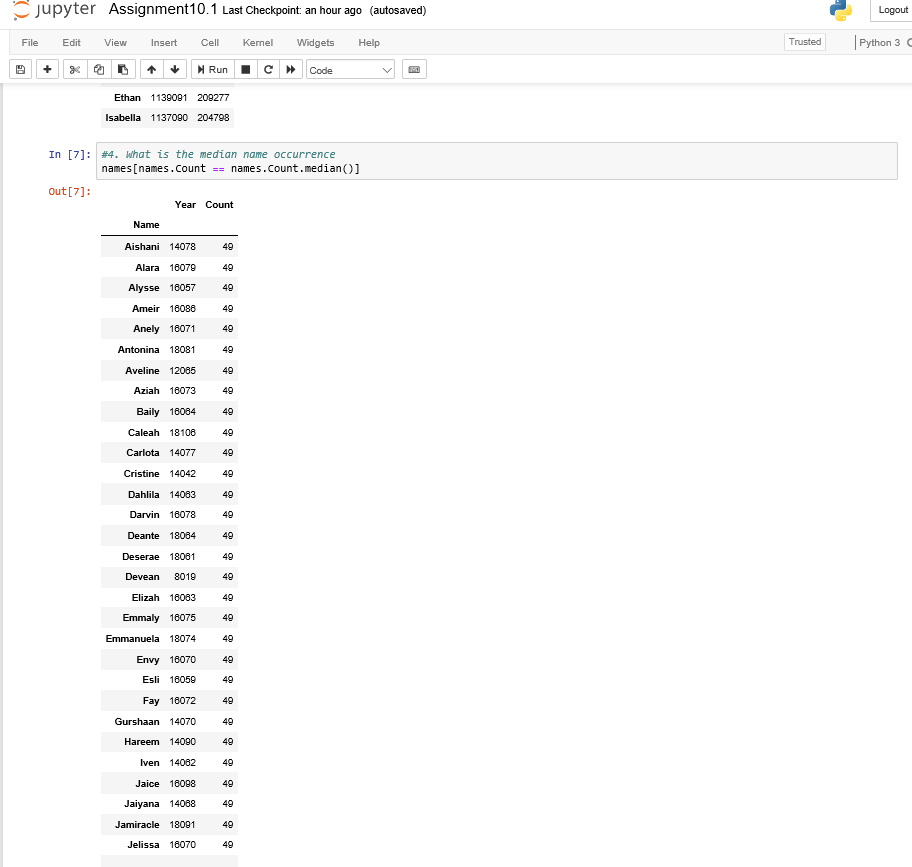 jupyter Assignment10.1 Last Checkpoint: an hour ago (autosaved)
Logout
File Edit View Insert Cell Kernel Widgets Help
Trusted
Python 3
Run
Code
Ethan 1139091 209277
Isabella 1137090 204798
In [7]: #4. What is the median name occurrence
names[names.Count == names.Count.median()]
Out[7]:
Year Count
Name
Aishani 14078 49
Alara 16079 49
Alysse 16057 49
Ameir 16086 49
Anely 16071 49
Antonina 18081 49
Aveline 12065 49
Aziah 16073 49
Baily 16064 49
Caleah 18106 49
Carlota 14077 49
Cristine 14042 49
Dahlila 14063 49
Darvin 16078 49
Deante 18064 49
Deserae 18061 49
Devean 8019 49
Elizah 16063 49
Emmaly 16075 49
Emmanuela 18074 49
Envy 16070 49
Esli 16059 49
Fay 16072 49
Gurshaan 14070 49
Hareem 14090 49
Iven 14062 49
Jaice 16098 49
Jaiyana 14068 49
Jamiracle 18091 49
Jelissa 16070 49